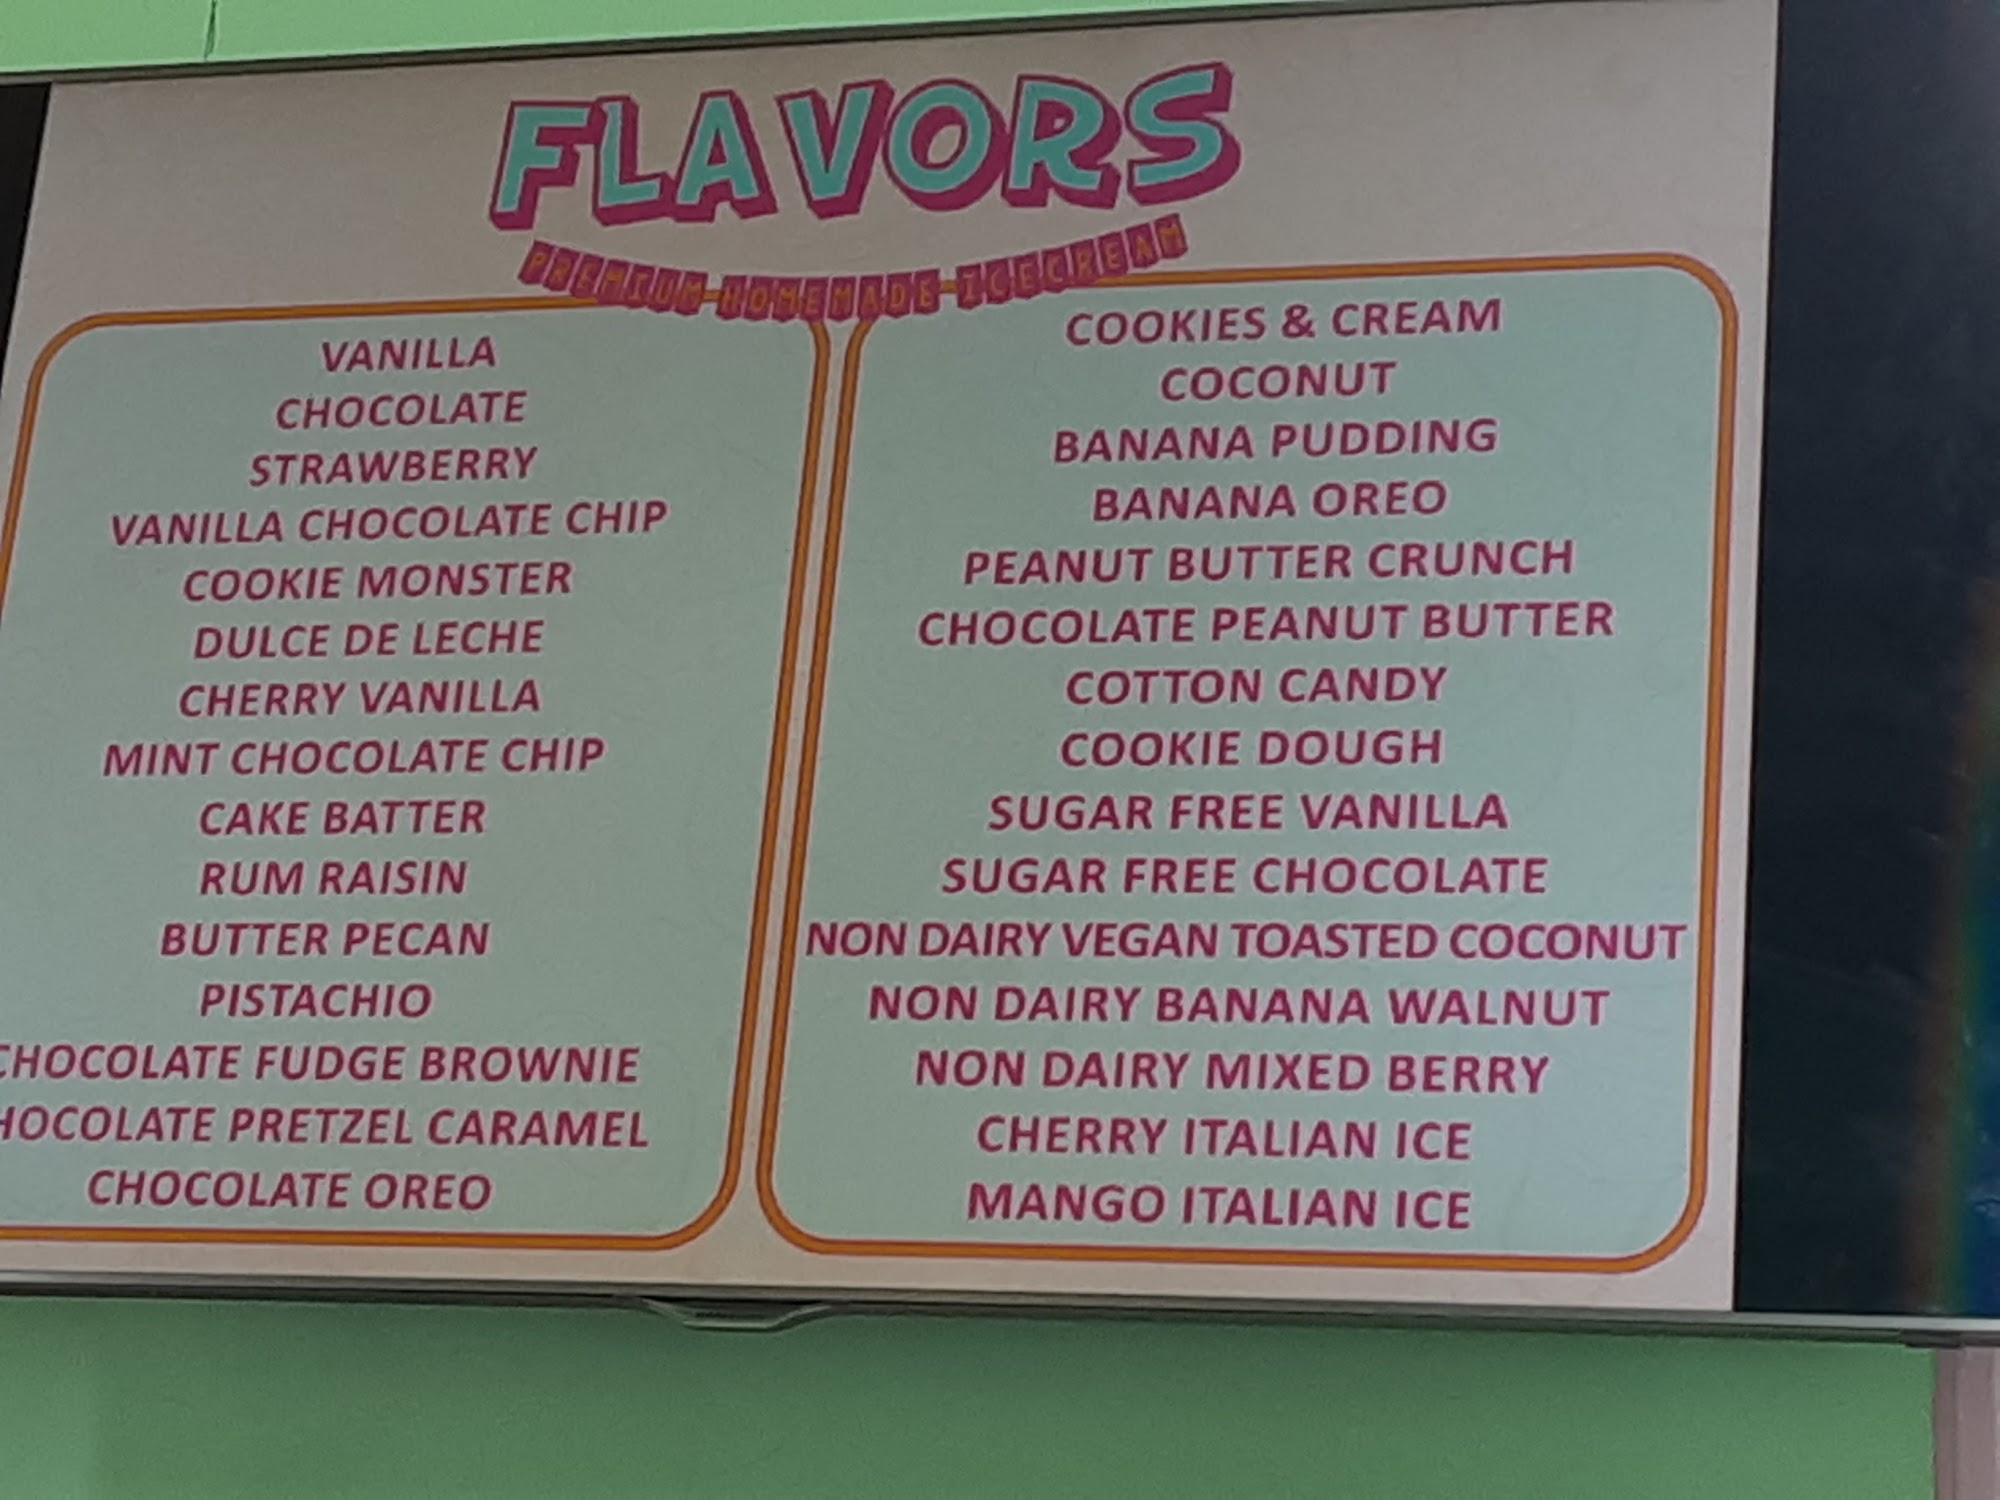 FLAVORS
PREMIUM HOMEMADE ICECREAM
VANILLA
CHOCOLATE
STRAWBERRY
VANILLA CHOCOLATE CHIP
COOKIE MONSTER
DULCE DE LECHE
CHERRY VANILLA
MINT CHOCOLATE CHIP
CAKE BATTER
RUM RAISIN
BUTTER PECAN
PISTACHIO
CHOCOLATE FUDGE BROWNIE
HOCOLATE PRETZEL CARAMEL
CHOCOLATE OREO
COOKIES & CREAM
COCONUT
BANANA PUDDING
BANANA OREO
PEANUT BUTTER CRUNCH
CHOCOLATE PEANUT BUTTER
COTTON CANDY
COOKIE DOUGH
SUGAR FREE VANILLA
SUGAR FREE CHOCOLATE
NON DAIRY VEGAN TOASTED COCONUT
NON DAIRY BANANA WALNUT
NON DAIRY MIXED BERRY
CHERRY ITALIAN ICE
MANGO ITALIAN ICE